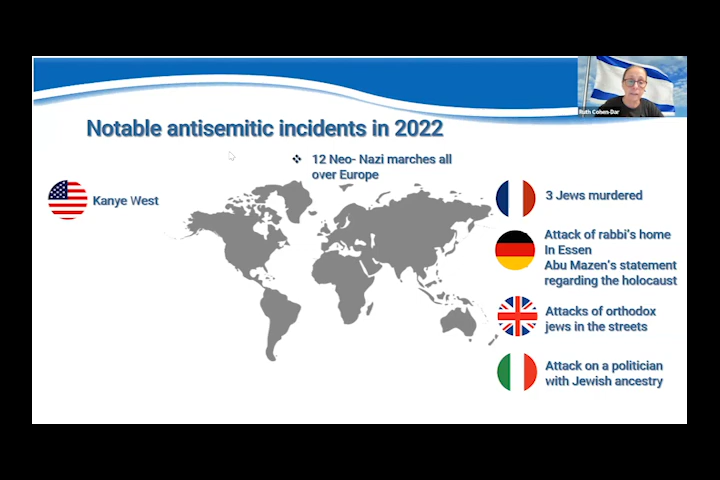 Ruth Cohen-Dar
Notable antisemitic incidents in 2022
❖ 12 Neo- Nazi marches all
over Europe
Kanye West
3 Jews murdered
Attack of rabbi's home
In Essen
Abu Mazen's statement
regarding the holocaust
Attacks of orthodox
jews in the streets
Attack on a politician
with Jewish ancestry